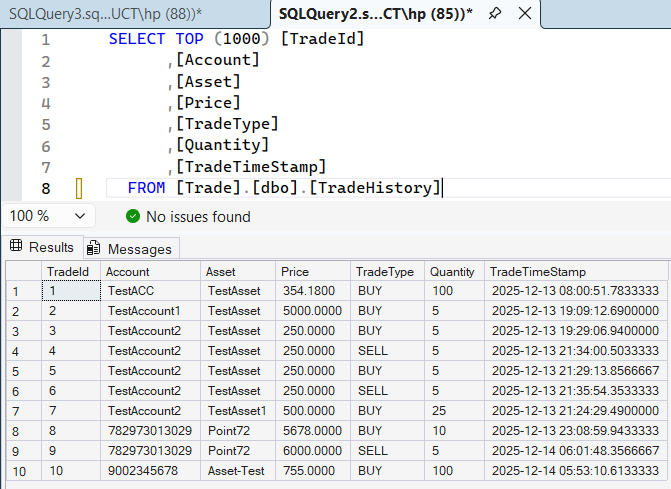 SQLQuery3.sq...UCT\hp (88))*
SQLQuery2.s...CT\hp (85))*
1 SELECT TOP (1000) [TradeId]
2 ,[Account]
3 ,[Asset]
4 ,[Price]
5 ,[TradeType]
6 ,[Quantity]
7 ,[TradeTimeStamp]
8 FROM [Trade].[dbo].[TradeHistory]
100 % No issues found
Results Messages
TradeId Account Asset Price TradeType Quantity TradeTimeStamp
1 1 TestACC TestAsset 354.1800 BUY 100 2025-12-13 08:00:51.7833333
2 2 TestAccount1 TestAsset 5000.0000 BUY 5 2025-12-13 19:09:12.6900000
3 3 TestAccount2 TestAsset 250.0000 BUY 5 2025-12-13 19:29:06.9400000
4 4 TestAccount2 TestAsset 250.0000 SELL 5 2025-12-13 21:34:00.5033333
5 5 TestAccount2 TestAsset 250.0000 BUY 5 2025-12-13 21:29:13.8566667
6 6 TestAccount2 TestAsset 250.0000 SELL 5 2025-12-13 21:35:54.3533333
7 7 TestAccount2 TestAsset1 500.0000 BUY 25 2025-12-13 21:24:29.4900000
8 8 782973013029 Point72 5678.0000 BUY 10 2025-12-13 23:08:59.9433333
9 9 782973013029 Point72 6000.0000 SELL 5 2025-12-14 06:01:48.3566667
10 10 9002345678 Asset-Test 755.0000 BUY 100 2025-12-14 05:53:10.6133333